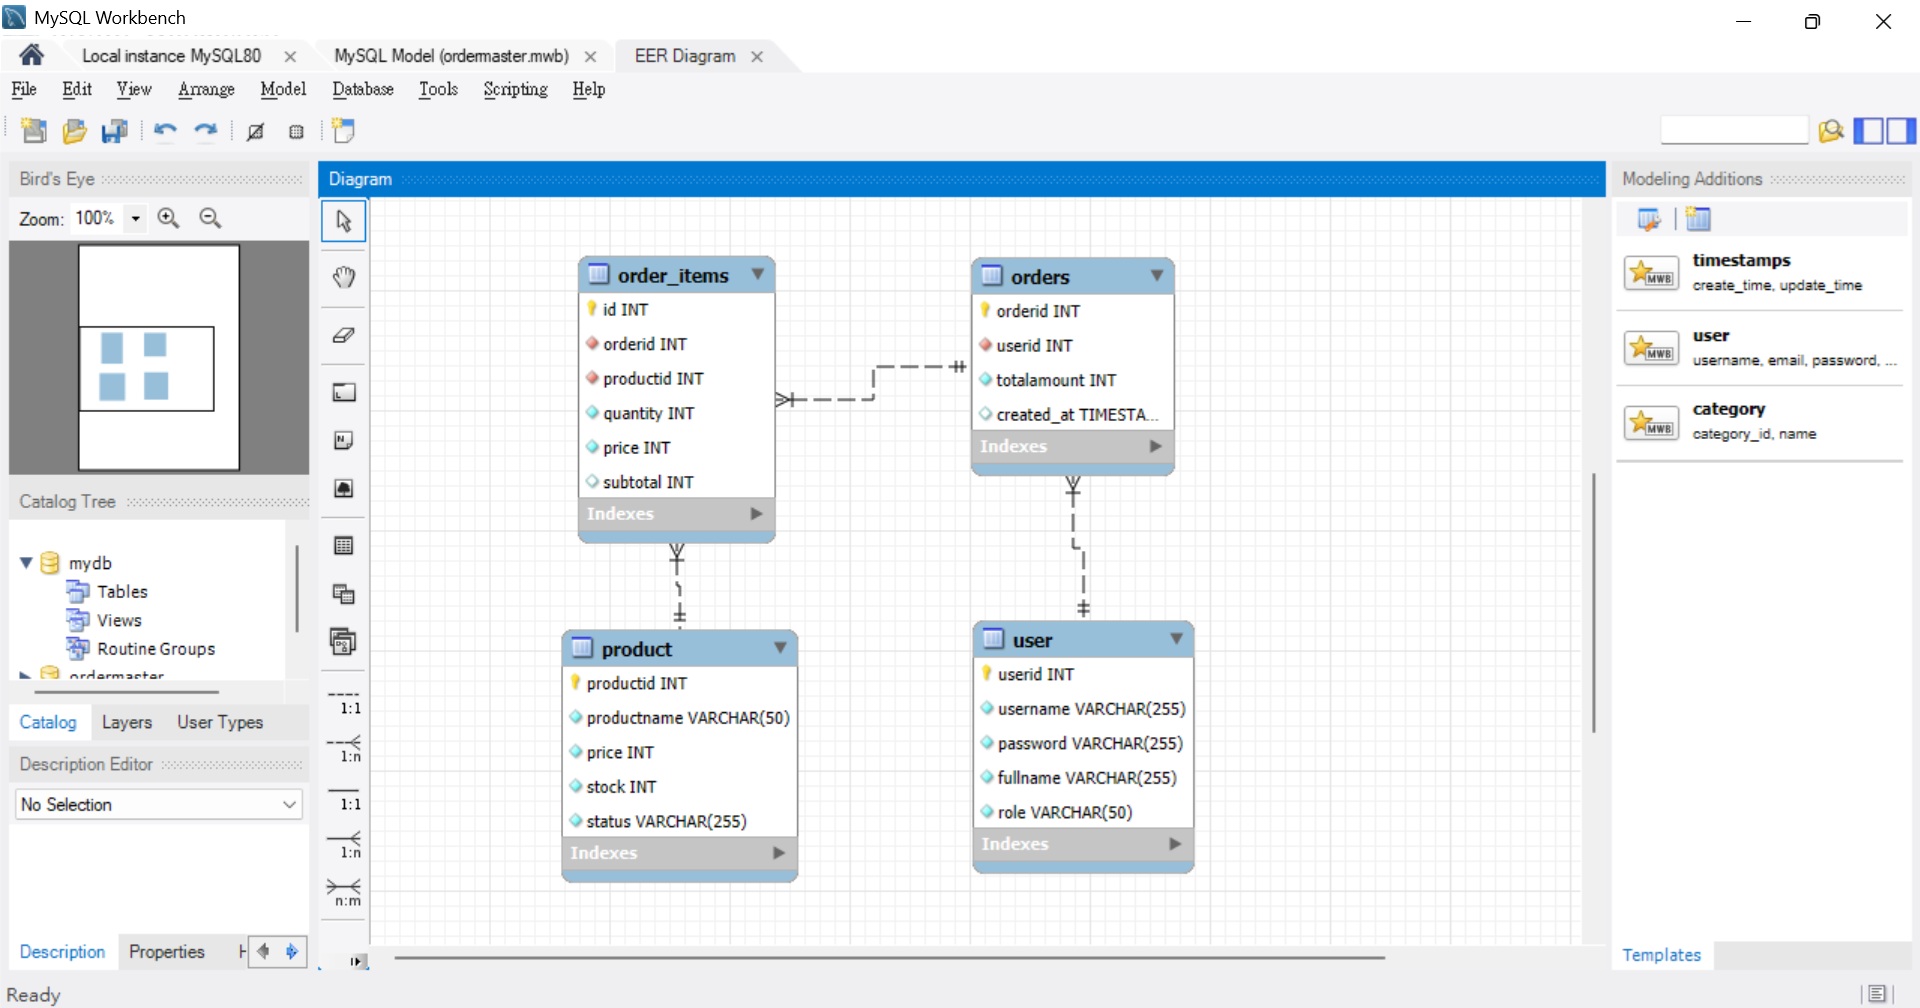 MySQL Workbench
Local instance MySQL80
MySQL Model (ordermaster.mwb)
EER Diagram
File Edit View Arrange Model Database Tools Scripting Help
Bird's Eye
Zoom: 100%
Catalog Tree
mydb
Tables
Views
Routine Groups
ordermaster
Catalog Layers User Types
Description Editor
No Selection
Description Properties H
Ready
Diagram
1:1
1:n
1:1
1:n
n:m
order_items
id INT
orderid INT
productid INT
quantity INT
price INT
subtotal INT
Indexes
orders
orderid INT
userid INT
totalamount INT
created_at TIMESTA...
Indexes
product
productid INT
productname VARCHAR(50)
price INT
stock INT
status VARCHAR(255)
Indexes
user
userid INT
username VARCHAR(255)
password VARCHAR(255)
fullname VARCHAR(255)
role VARCHAR(50)
Indexes
Modeling Additions
MWB
timestamps
create_time, update_time
MWB
user
username, email, password, ...
MWB
category
category_id, name
Templates